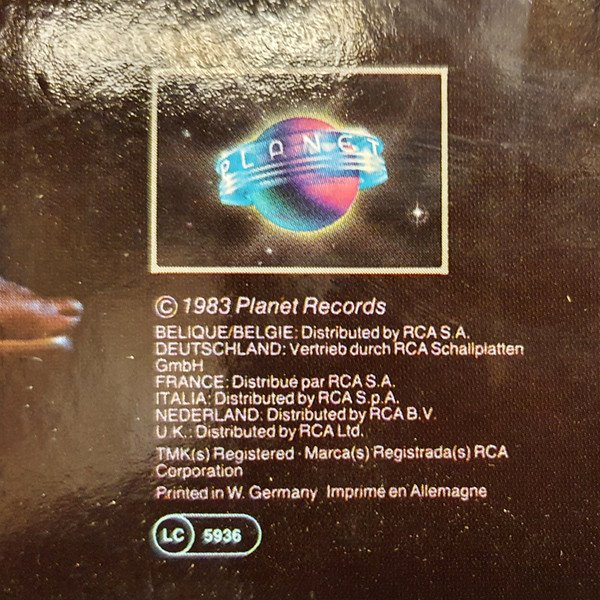 PLANET
© 1983 Planet Records
BELIQUE/BELGIE: Distributed by RCA S.A.
DEUTSCHLAND: Vertrieb durch RCA Schallplatten
GmbH
FRANCE: Distribué par RCA S.A.
ITALIA: Distributed by RCA S.p.A.
NEDERLAND: Distributed by RCA B.V.
U.K.: Distributed by RCA Ltd.
TMK(s) Registered · Marca(s) Registrada(s) RCA
Corporation
Printed in W. Germany Imprimé en Allemagne
LC 5936